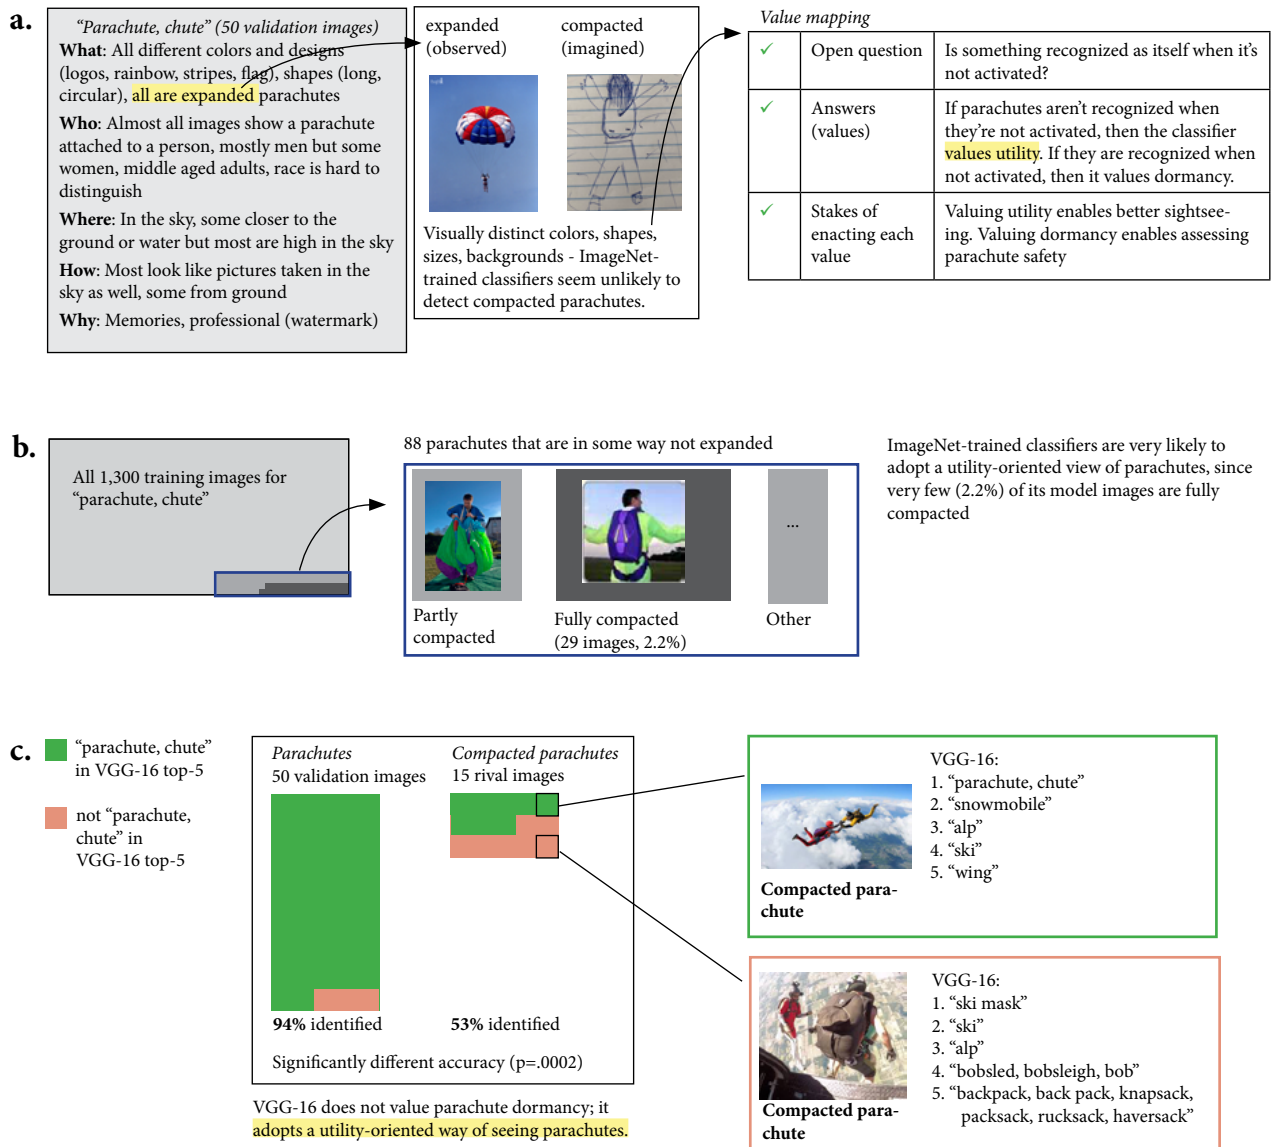 a.
"Parachute, chute" (50 validation images)
What: All different colors and designs
(logos, rainbow, stripes, flag), shapes (long,
circular), all are expanded parachutes
Who: Almost all images show a parachute
attached to a person, mostly men but some
women, middle aged adults, race is hard to
distinguish
Where: In the sky, some closer to the
ground or water but most are high in the sky
How: Most look like pictures taken in the
sky as well, some from ground
Why: Memories, professional (watermark)
expanded
(observed)
compacted
(imagined)
Visually distinct colors, shapes,
sizes, backgrounds - ImageNet-
trained classifiers seem unlikely to
detect compacted parachutes.
Value mapping
✓ Open question
Is something recognized as itself when it's
not activated?
✓ Answers
(values)
If parachutes aren't recognized when
they're not activated, then the classifier
values utility. If they are recognized when
not activated, then it values dormancy.
✓ Stakes of
enacting each
value
Valuing utility enables better sightsee-
ing. Valuing dormancy enables assessing
parachute safety
b.
All 1,300 training images for
"parachute, chute"
88 parachutes that are in some way not expanded
Partly
compacted
Fully compacted
(29 images, 2.2%)
...
Other
ImageNet-trained classifiers are very likely to
adopt a utility-oriented view of parachutes, since
very few (2.2%) of its model images are fully
compacted
c.
"parachute, chute"
in VGG-16 top-5
not "parachute,
chute" in
VGG-16 top-5
Parachutes
50 validation images
94% identified
Compacted parachutes
15 rival images
53% identified
Significantly different accuracy (p=.0002)
VGG-16 does not value parachute dormancy; it
adopts a utility-oriented way of seeing parachutes.
Compacted para-
chute
VGG-16:
1. "parachute, chute"
2. "snowmobile"
3. "alp"
4. "ski"
5. "wing"
Compacted para-
chute
VGG-16:
1. "ski mask"
2. "ski"
3. "alp"
4. "bobsled, bobsleigh, bob"
5. "backpack, back pack, knapsack,
packsack, rucksack, haversack"